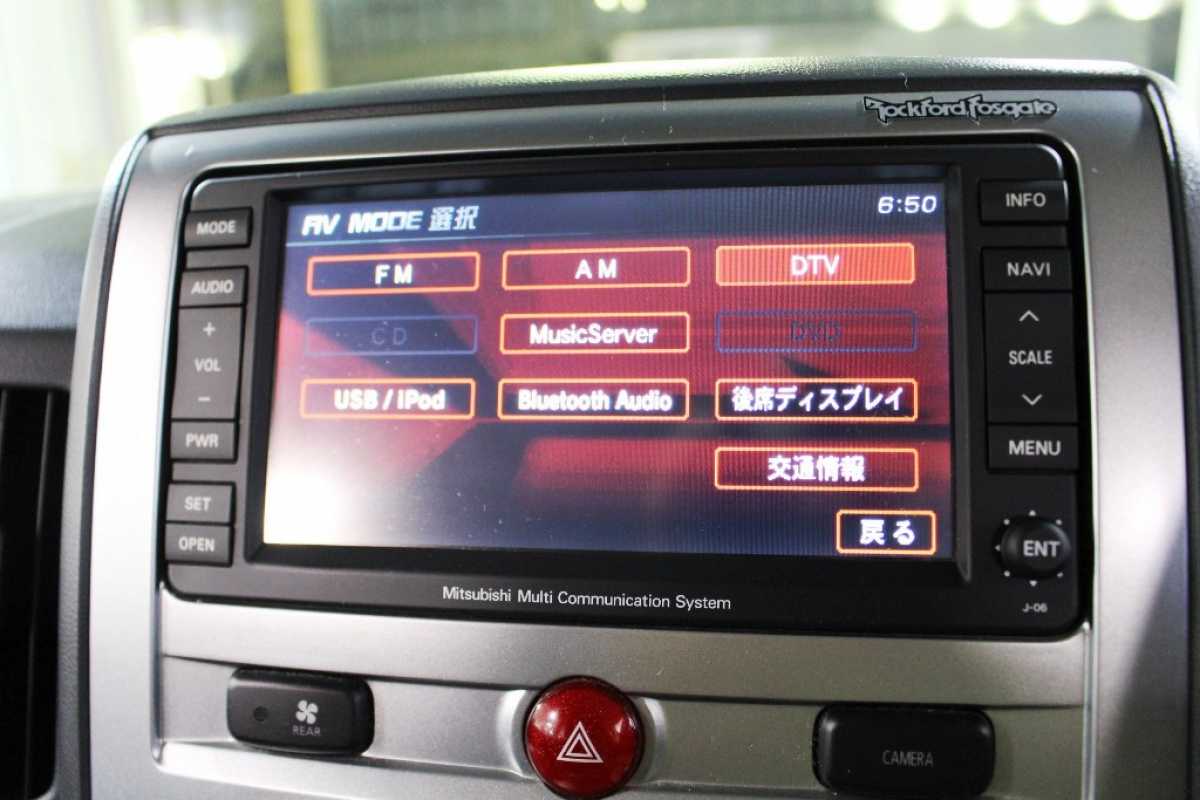 Rockford Fosgate
MODE
AUDIO
+
VOL
−
PWR
SET
OPEN
AV MODE 選択
6:50
FM
AM
DTV
CD
MusicServer
DVD
USB / iPod
Bluetooth Audio
後席ディスプレイ
交通情報
戻る
INFO
NAVI
SCALE
MENU
ENT
J-06
Mitsubishi Multi Communication System
REAR
CAMERA